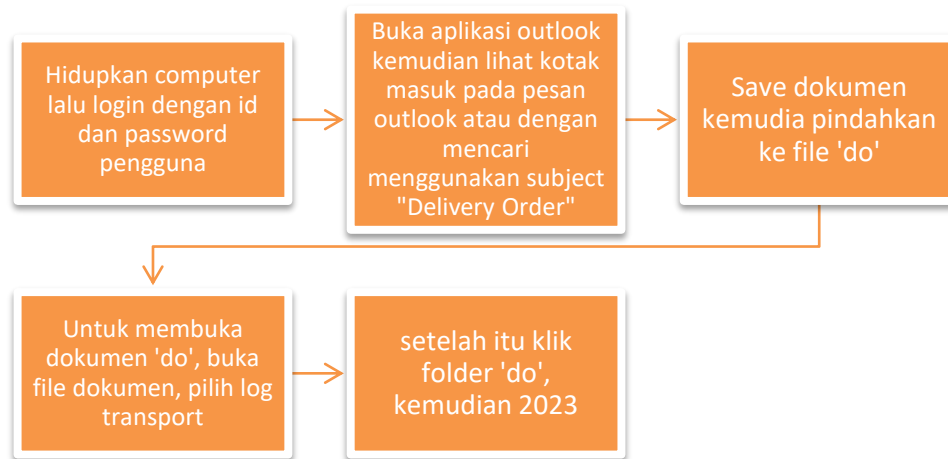 Hidupkan computer
lalu login dengan id
dan password
pengguna
Buka aplikasi outlook
kemudian lihat kotak
masuk pada pesan
outlook atau dengan
mencari
menggunakan subject
"Delivery Order"
Save dokumen
kemudia pindahkan
ke file 'do'
Untuk membuka
dokumen 'do', buka
file dokumen, pilih log
transport
setelah itu klik
folder 'do',
kemudian 2023